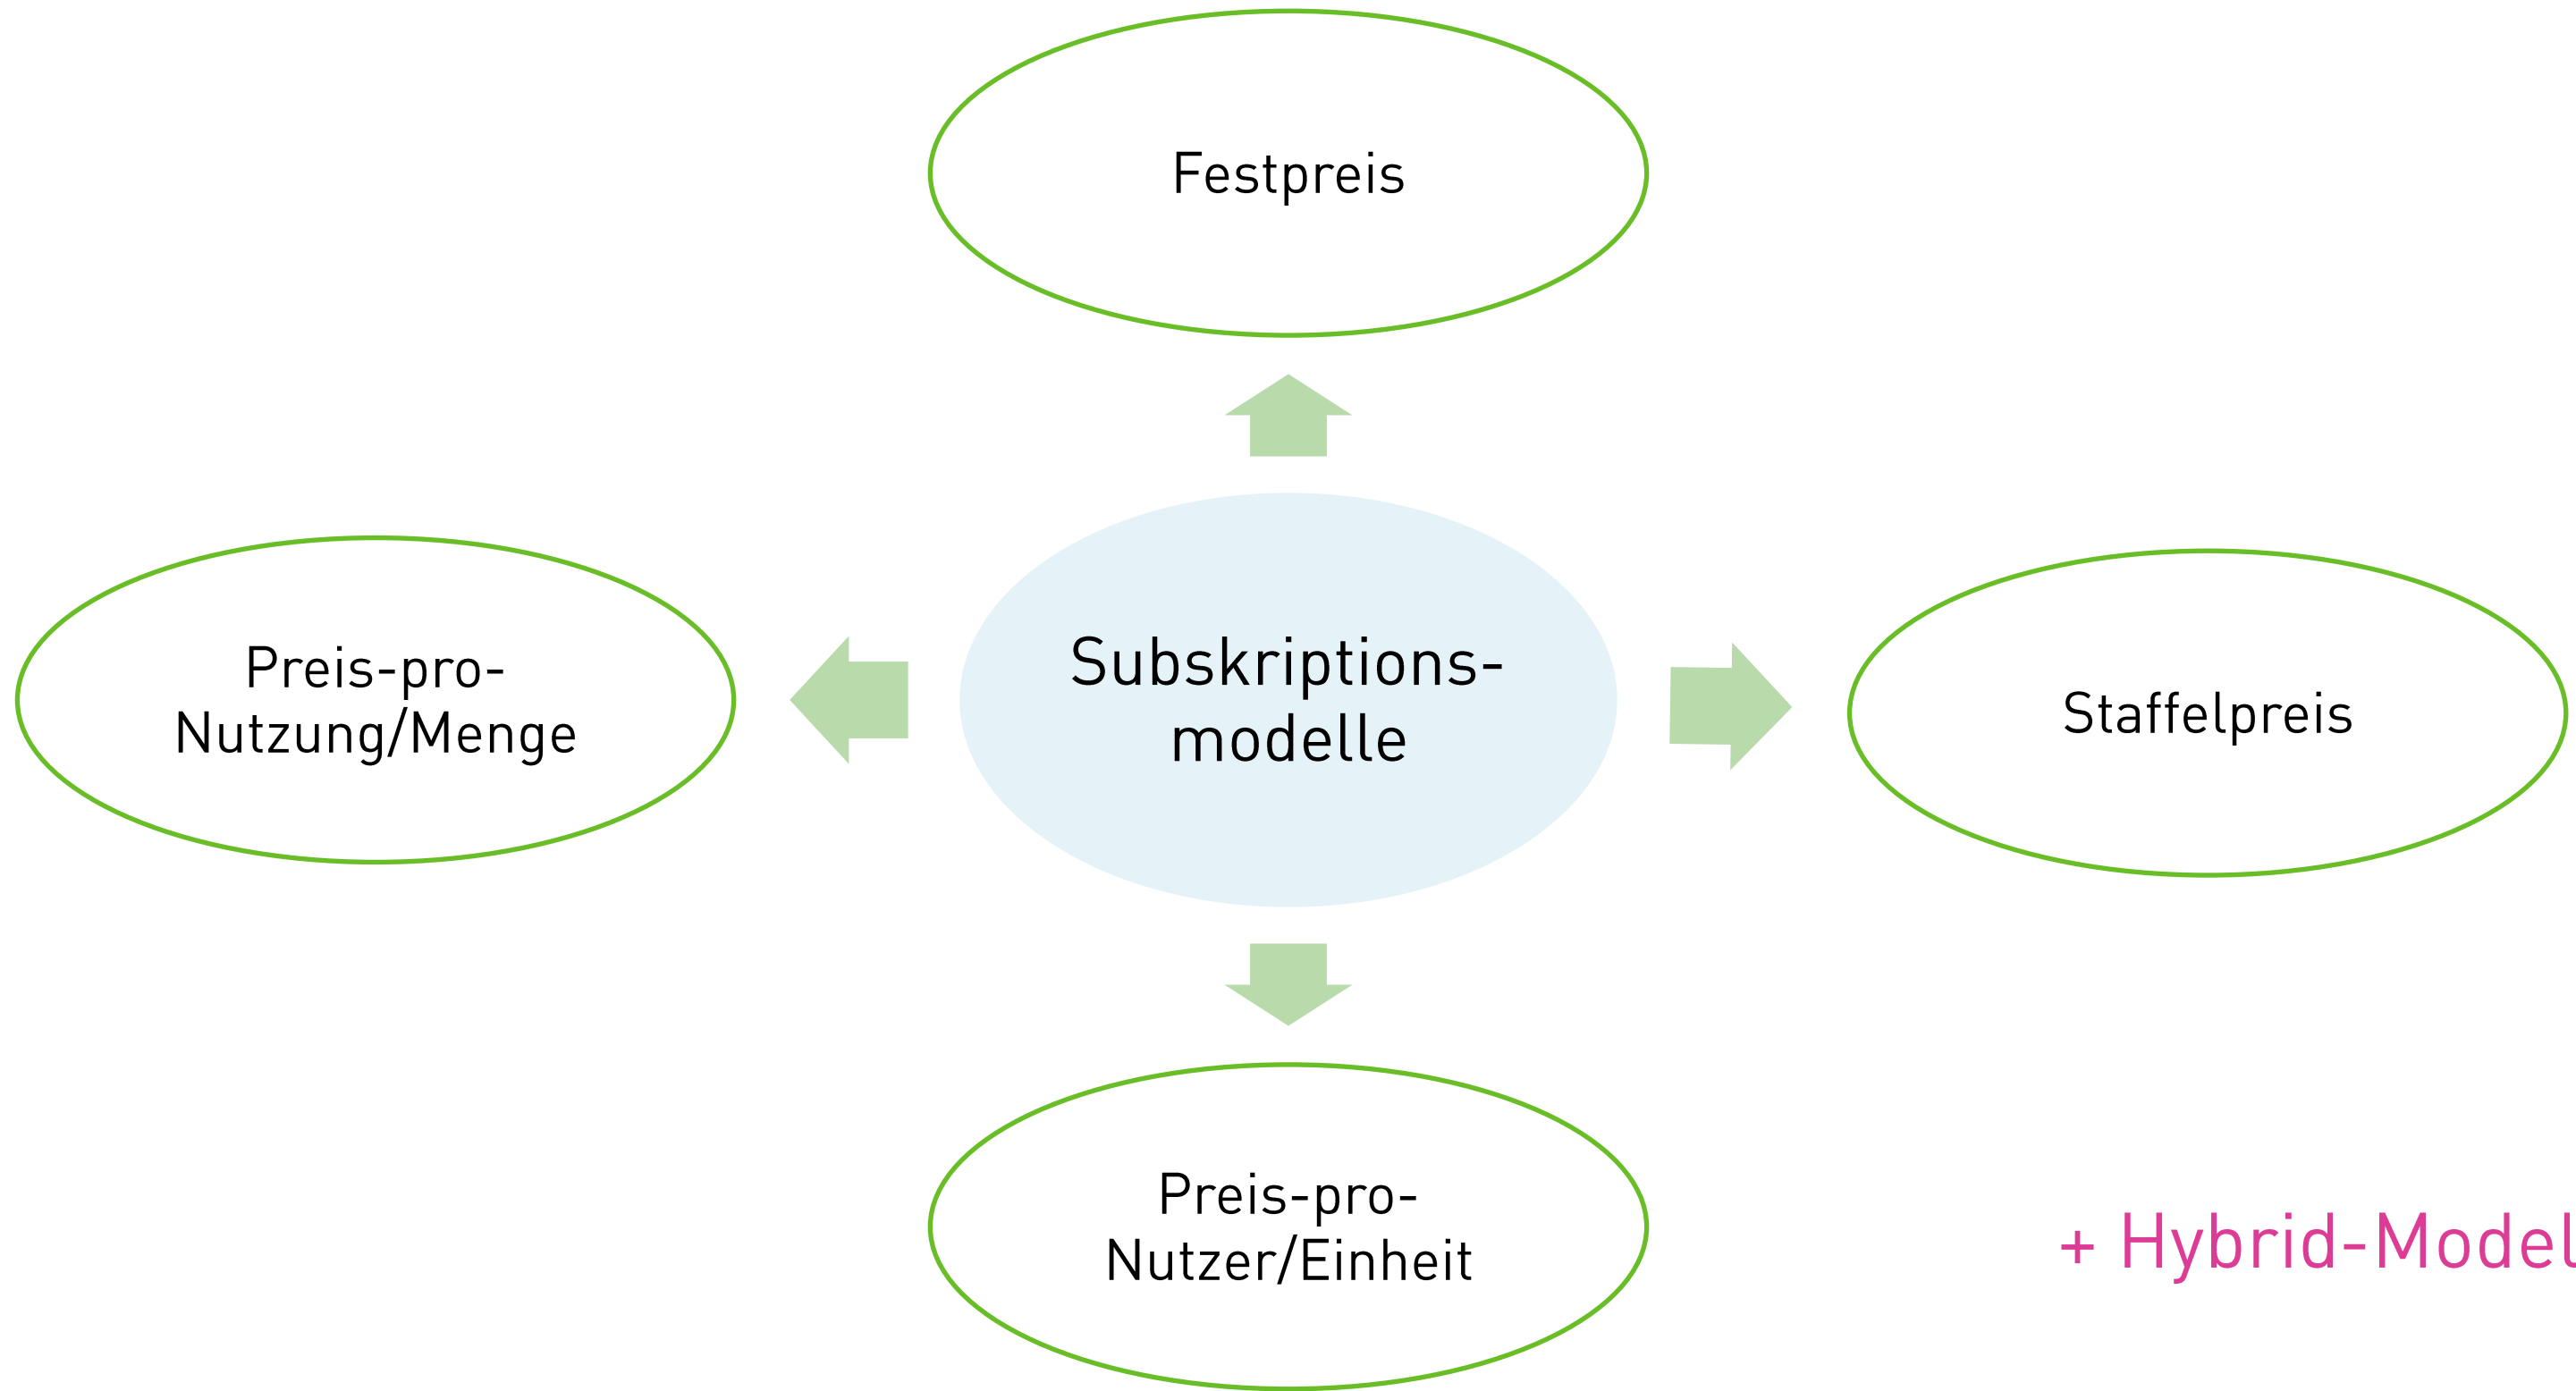 Festpreis
Preis-pro-
Nutzung/Menge
Subskriptions-
modelle
Staffelpreis
Preis-pro-
Nutzer/Einheit
+ Hybrid-Model